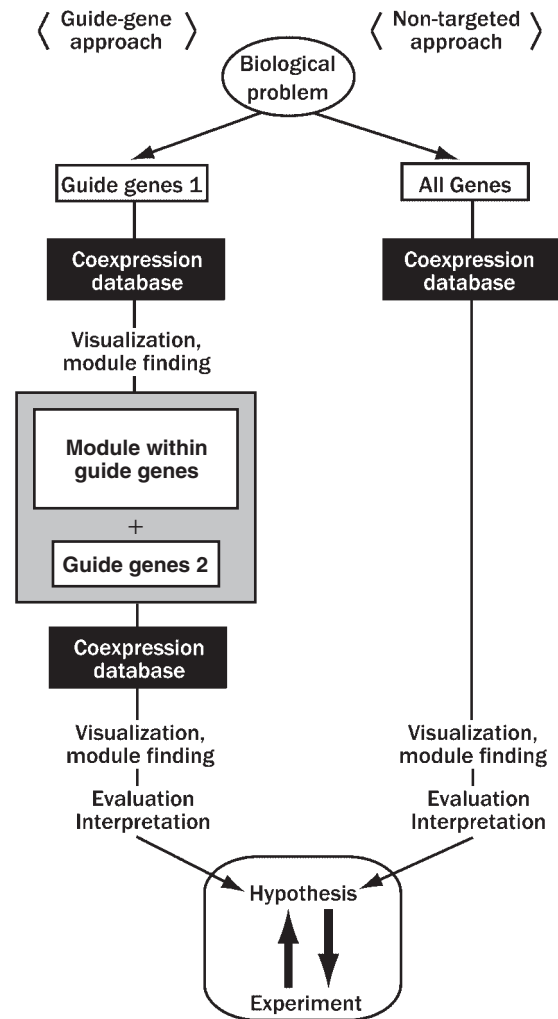 〈 Guide-gene approach 〉
〈 Non-targeted approach 〉
Biological
problem
Guide genes 1
All Genes
Coexpression
database
Coexpression
database
Visualization,
module finding
Module within
guide genes
+
Guide genes 2
Coexpression
database
Visualization,
module finding
Visualization,
module finding
Evaluation
Interpretation
Evaluation
Interpretation
Hypothesis
Experiment